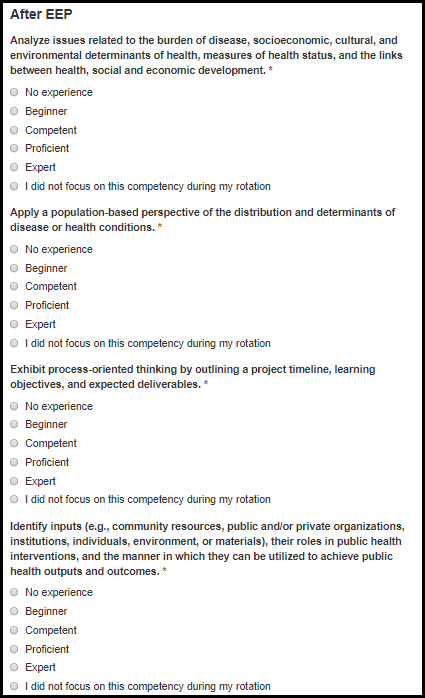 After EEP
Analyze issues related to the burden of disease, socioeconomic, cultural, and
environmental determinants of health, measures of health status, and the links
between health, social and economic development. *
No experience
Beginner
Competent
Proficient
Expert
I did not focus on this competency during my rotation
Apply a population-based perspective of the distribution and determinants of
disease or health conditions. *
No experience
Beginner
Competent
Proficient
Expert
I did not focus on this competency during my rotation
Exhibit process-oriented thinking by outlining a project timeline, learning
objectives, and expected deliverables. *
No experience
Beginner
Competent
Proficient
Expert
I did not focus on this competency during my rotation
Identify inputs (e.g., community resources, public and/or private organizations,
institutions, individuals, environment, or materials), their roles in public health
interventions, and the manner in which they can be utilized to achieve public
health outputs and outcomes. *
No experience
Beginner
Competent
Proficient
Expert
I did not focus on this competency during my rotation